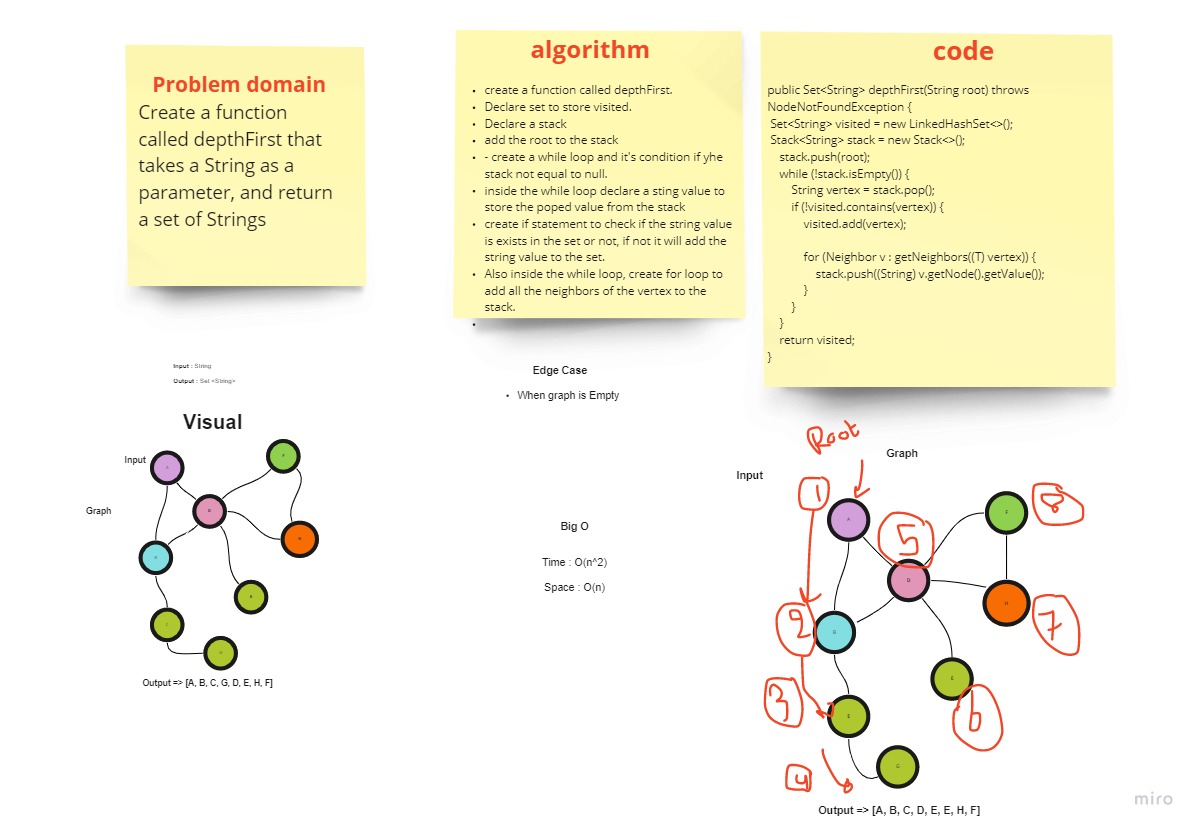 Problem domain
Create a function
called depthFirst that
takes a String as a
parameter, and return
a set of Strings
algorithm
• create a function called depthFirst.
• Declare set to store visited.
• Declare a stack
• add the root to the stack
• - create a while loop and it's condition if yhe
stack not equal to null.
• inside the while loop declare a sting value to
store the poped value from the stack
• create if statement to check if the string value
is exists in the set or not, if not it will add the
string value to the set.
• Also inside the while loop, create for loop to
add all the neighbors of the vertex to the
stack.
•
code
public Set<String> depthFirst(String root) throws
NodeNotFoundException {
Set<String> visited = new LinkedHashSet<>();
Stack<String> stack = new Stack<>();
stack.push(root);
while (!stack.isEmpty()) {
String vertex = stack.pop();
if (!visited.contains(vertex)) {
visited.add(vertex);
for (Neighbor v : getNeighbors((T) vertex)) {
stack.push((String) v.getNode().getValue());
}
}
}
return visited;
}
Input : String
Output : Set <String>
Visual
Input
Graph
Output => [A, B, C, G, D, E, H, F]
Edge Case
• When graph is Empty
Big O
Time : O(n^2)
Space : O(n)
Root
Graph
Input
1
8
A
F
5
D
H
7
2
B
3
E
E
6
4
G
Output => [A, B, C, D, E, E, H, F]
miro